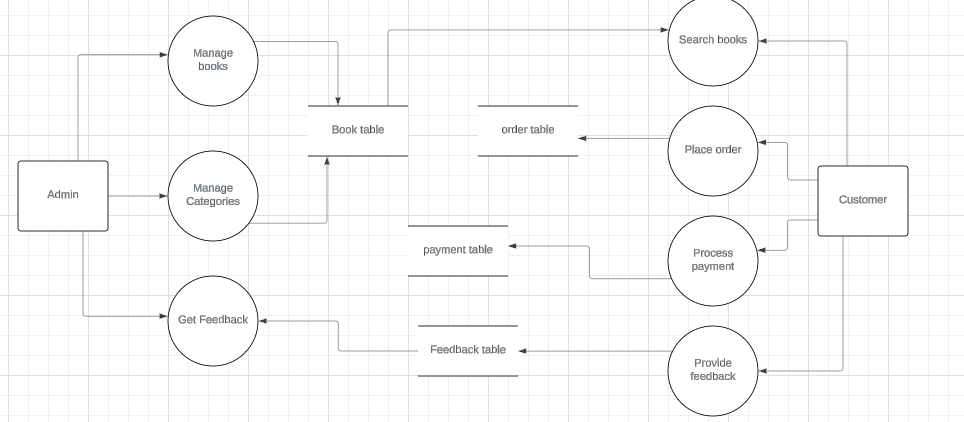 Search books
Manage
books
Book table
order table
Place order
Admin
Manage
Categories
Customer
payment table
Process
payment
Get Feedback
Feedback table
Provide
feedback